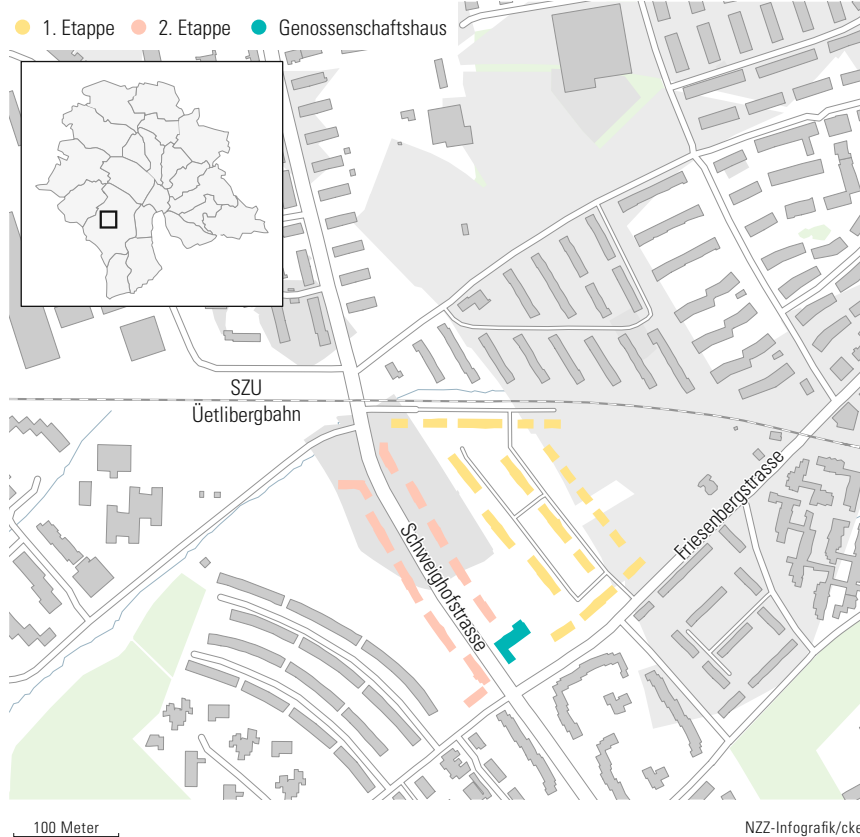 1. Etappe 2. Etappe Genossenschaftshaus
SZU
Üetlibergbahn
Schweighofstrasse
Friesenbergstrasse
100 Meter
NZZ-Infografik/cke